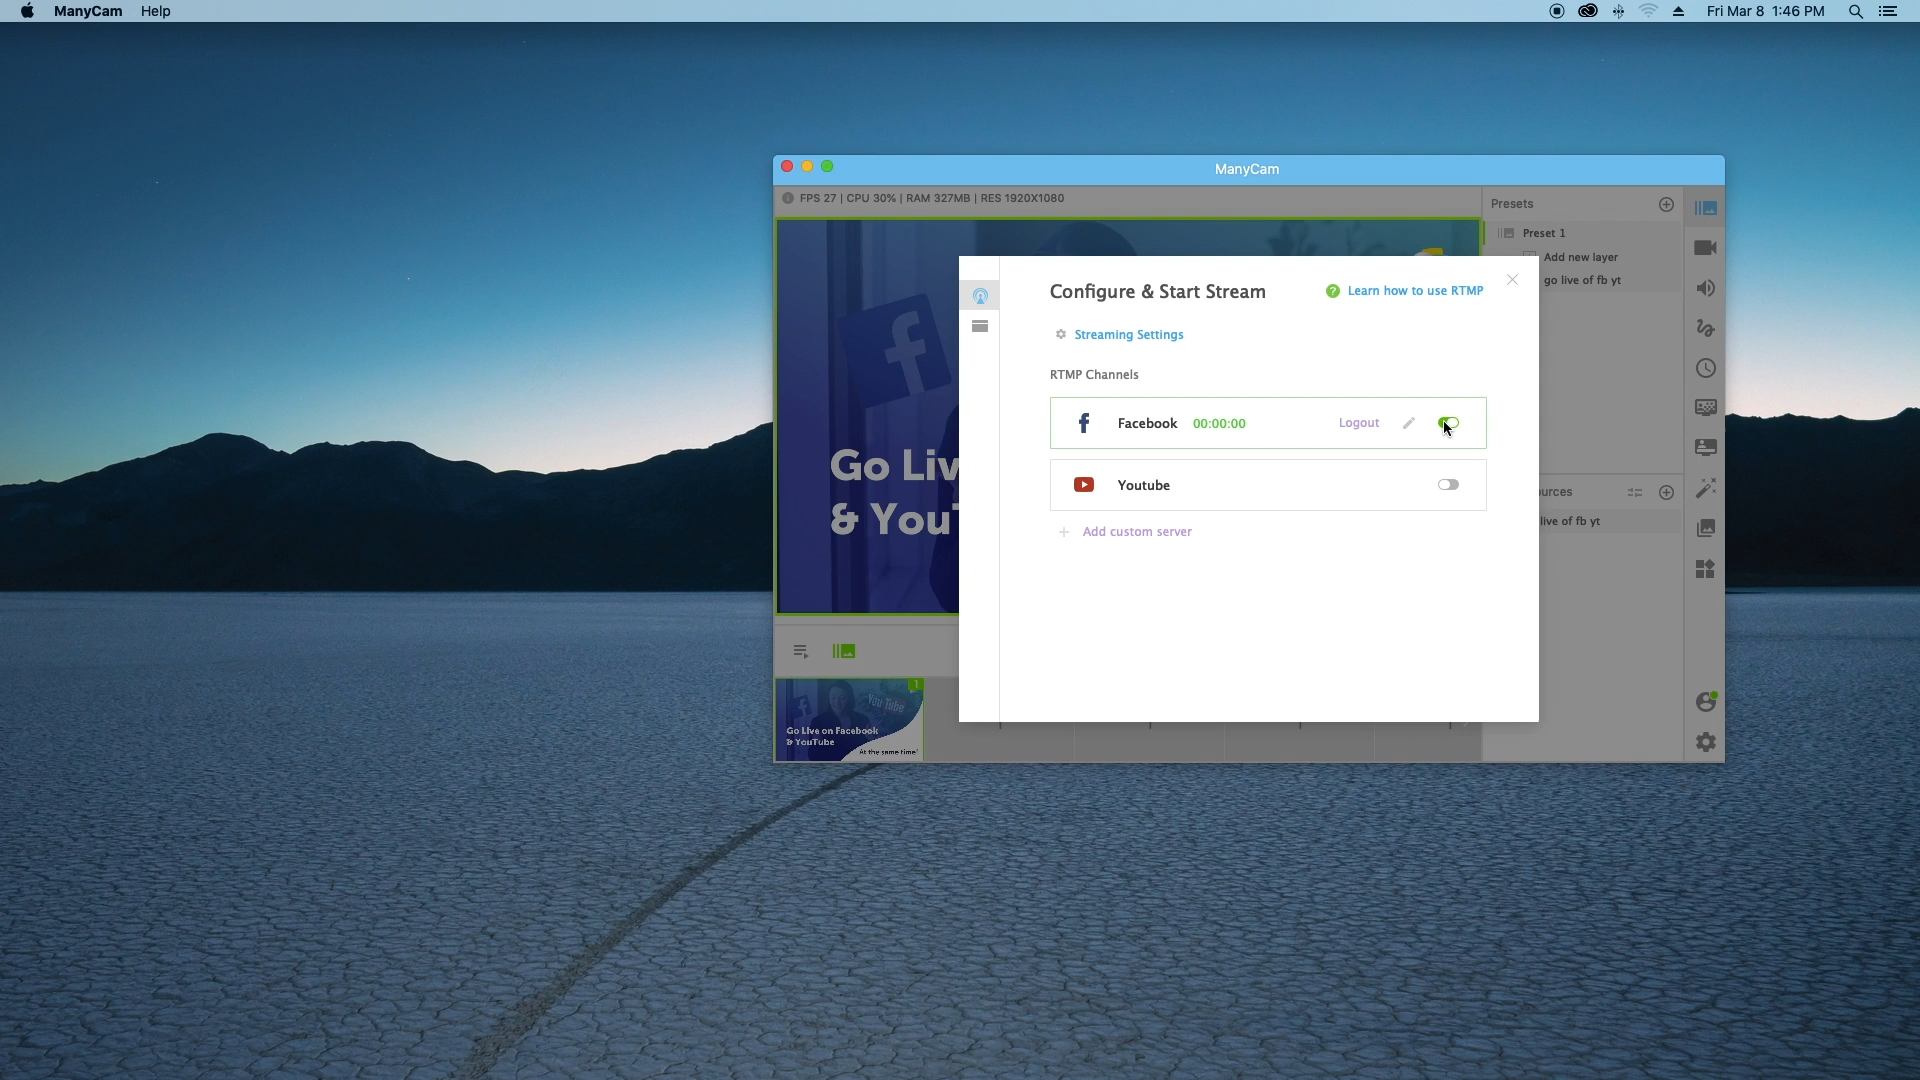 ManyCam Help
Fri Mar 8 1:46 PM
ManyCam
FPS 27 | CPU 30% | RAM 327MB | RES 1920X1080
Presets
Preset 1
Add new layer
go live of fb yt
Configure & Start Stream
Learn how to use RTMP
Streaming Settings
RTMP Channels
Facebook 00:00:00 Logout
Youtube
Add custom server
Go Liv
& You
live of fb yt
1
You Tube
Go Live on Facebook
& YouTube
At the same time!